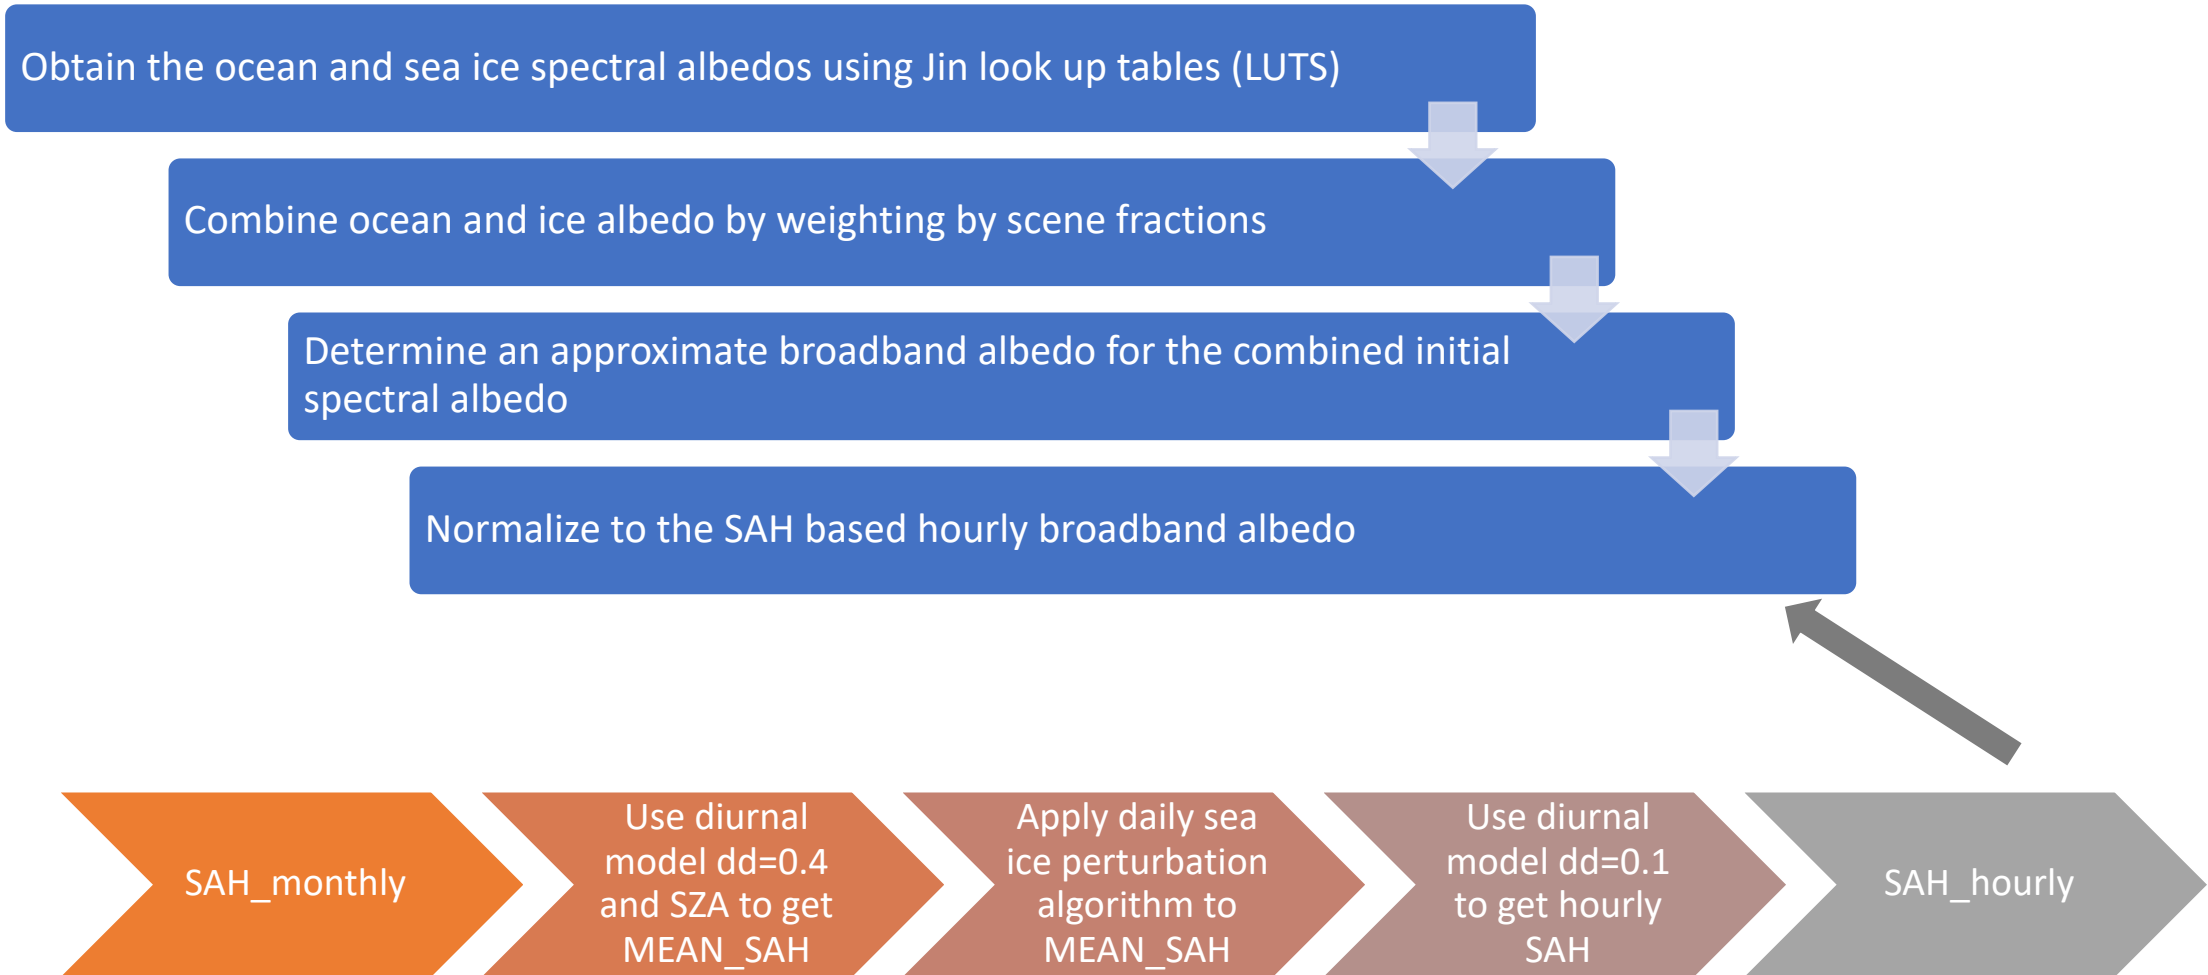 Obtain the ocean and sea ice spectral albedos using Jin look up tables (LUTS)
Combine ocean and ice albedo by weighting by scene fractions
Determine an approximate broadband albedo for the combined initial
spectral albedo
Normalize to the SAH based hourly broadband albedo
SAH_monthly
Use diurnal
model dd=0.4
and SZA to get
MEAN_SAH
Apply daily sea
ice perturbation
algorithm to
MEAN_SAH
Use diurnal
model dd=0.1
to get hourly
SAH
SAH_hourly